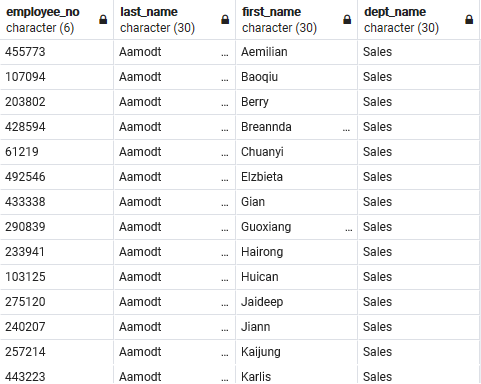 employee_no last_name first_name dept_name
character (6) character (30) character (30) character (30)
455773 Aamodt ... Aemilian Sales
107094 Aamodt ... Baoqiu Sales
203802 Aamodt ... Berry Sales
428594 Aamodt ... Breannda ... Sales
61219 Aamodt ... Chuanyi Sales
492546 Aamodt ... Elzbieta Sales
433338 Aamodt ... Gian Sales
290839 Aamodt ... Guoxiang ... Sales
233941 Aamodt ... Hairong Sales
103125 Aamodt ... Huican Sales
275120 Aamodt ... Jaideep Sales
240207 Aamodt ... Jiann Sales
257214 Aamodt ... Kaijung Sales
443223 Aamodt ... Karlis Sales